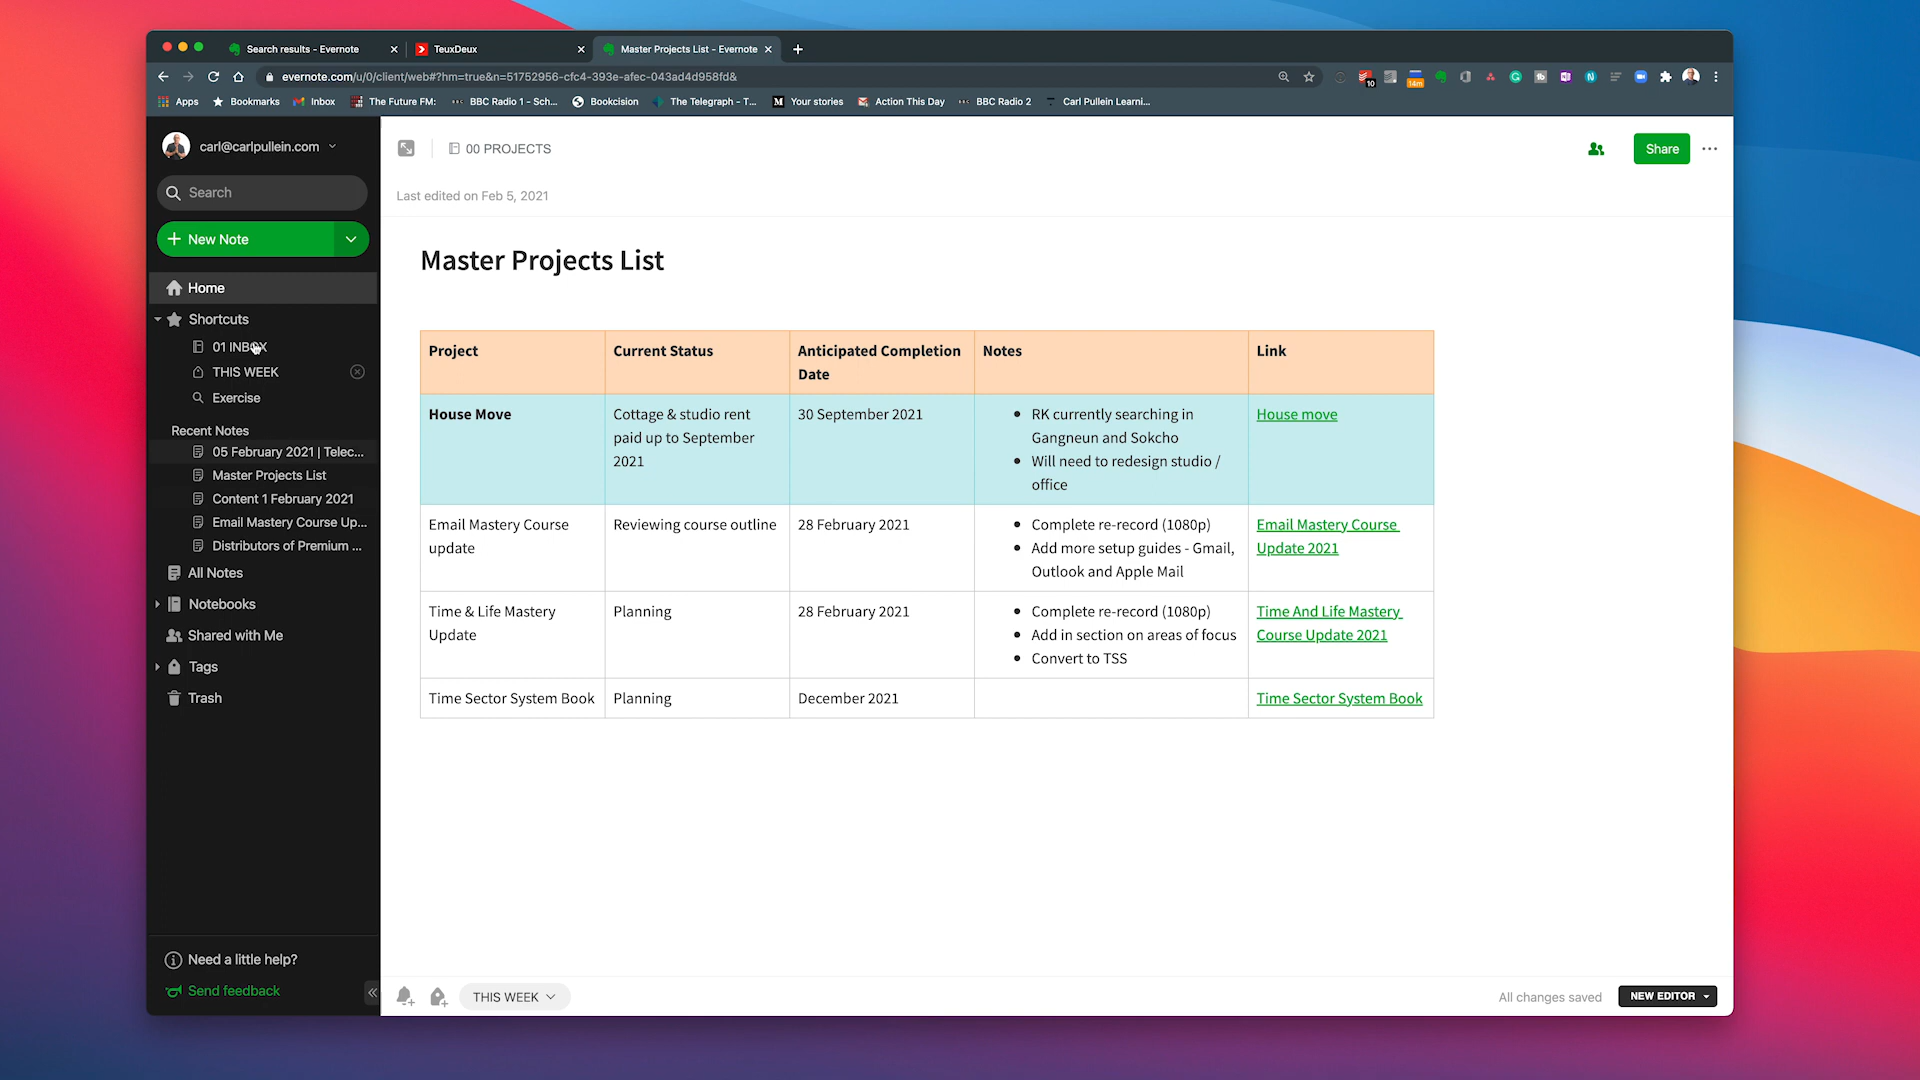 Search results - Evernote
TeuxDeux
Master Projects List - Evernote
evernote.com/u/0/client/web#?hm=true&n=51752956-cfc4-393e-afec-043ad4d958fd&
10
14m
Apps
Bookmarks
Inbox
The Future FM:
BBC Radio 1 - Sch...
Bookcision
The Telegraph - T...
Your stories
Action This Day
BBC Radio 2
Carl Pullein Learni...
carl@carlpullein.com
Search
New Note
Home
Shortcuts
01 INBOX
THIS WEEK
Exercise
Recent Notes
05 February 2021 | Telec...
Master Projects List
Content 1 February 2021
Email Mastery Course Up...
Distributors of Premium ...
All Notes
Notebooks
Shared with Me
Tags
Trash
Need a little help?
Send feedback
00 PROJECTS
Share
Last edited on Feb 5, 2021
Master Projects List
Project
Current Status
Anticipated Completion
Date
Notes
Link
House Move
Cottage & studio rent
paid up to September
2021
30 September 2021
RK currently searching in
Gangneun and Sokcho
Will need to redesign studio /
office
House move
Email Mastery Course
update
Reviewing course outline
28 February 2021
Complete re-record (1080p)
Add more setup guides - Gmail,
Outlook and Apple Mail
Email Mastery Course
Update 2021
Time & Life Mastery
Update
Planning
28 February 2021
Complete re-record (1080p)
Add in section on areas of focus
Convert to TSS
Time And Life Mastery
Course Update 2021
Time Sector System Book
Planning
December 2021
Time Sector System Book
THIS WEEK
All changes saved
NEW EDITOR